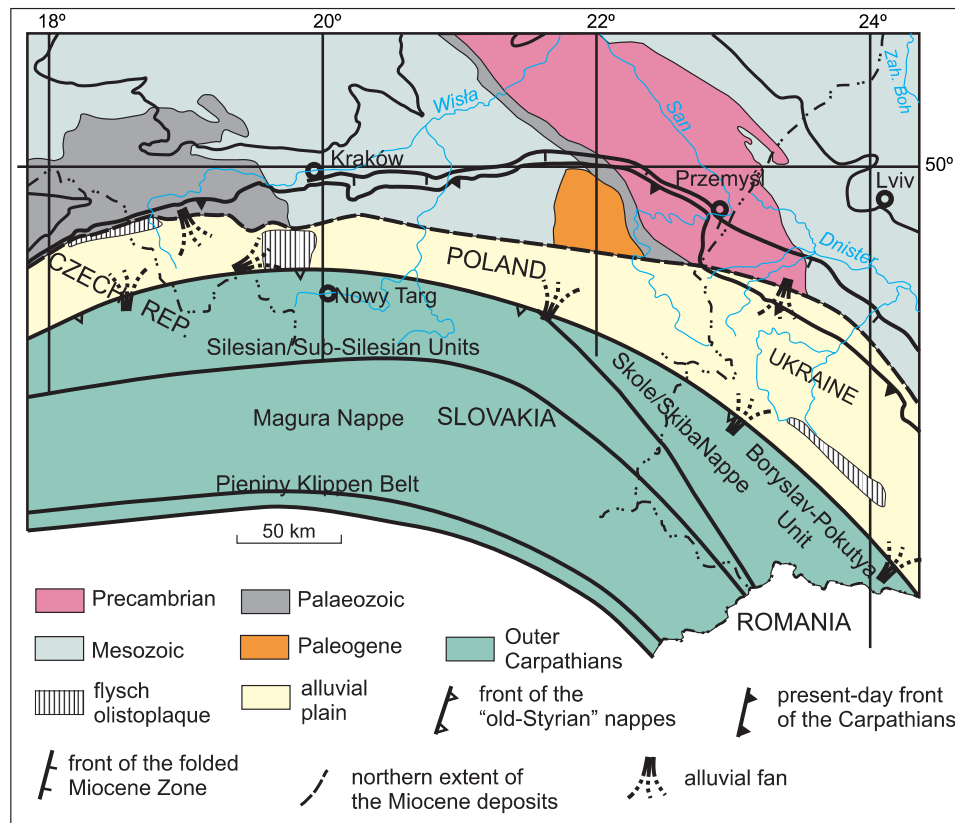 18º 20º 22º 24º
Zah. Boh
Wisła
San
Kraków
50º
Przemyśl
Lviv
Dnister
POLAND
CZECH REP
Nowy Targ
Silesian/Sub-Silesian Units
UKRAINE
Skole/SkibaNappe
Magura Nappe
SLOVAKIA
Boryslav-Pokutya
Unit
Pieniny Klippen Belt
50 km
ROMANIA
Precambrian
Palaeozoic
Mesozoic
Paleogene
Outer
Carpathians
flysch
olistoplaque
alluvial
plain
front of the
"old-Styrian" nappes
present-day front
of the Carpathians
front of the folded
Miocene Zone
northern extent of
the Miocene deposits
alluvial fan